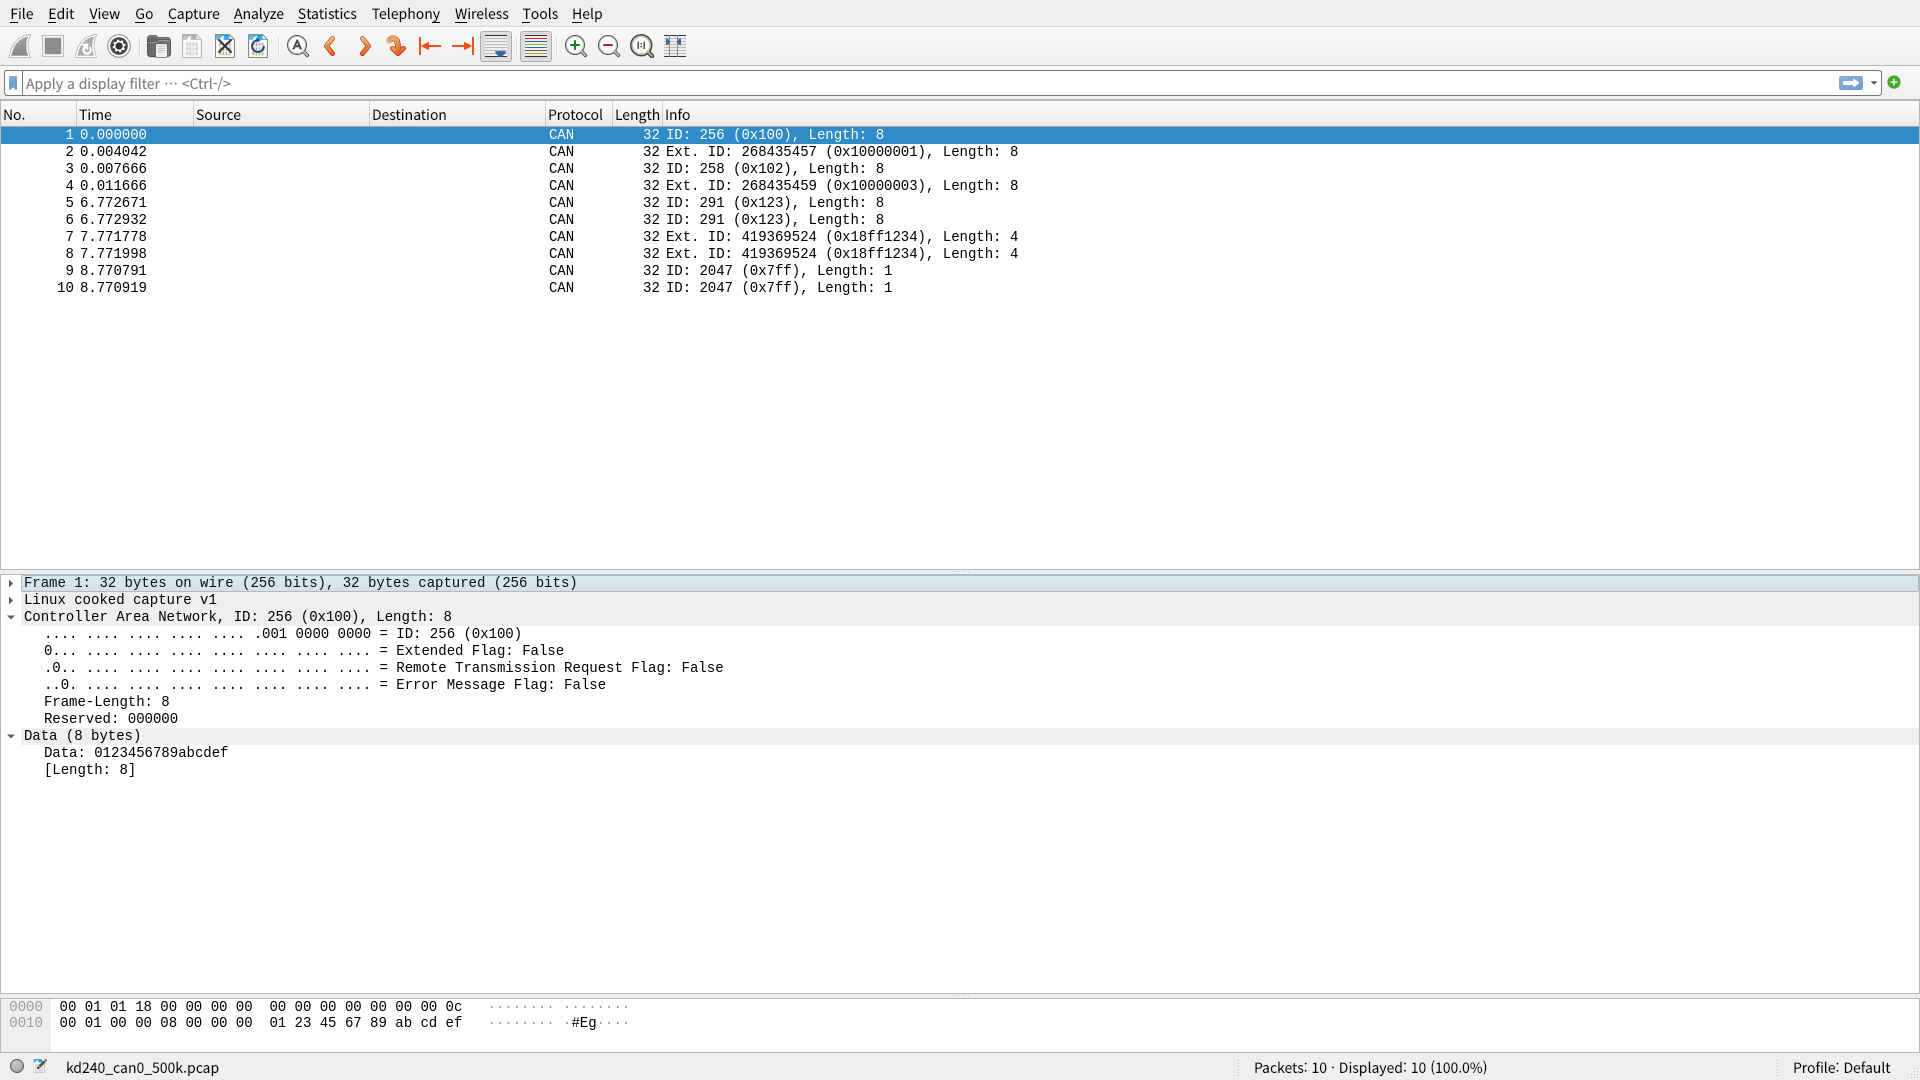 File Edit View Go Capture Analyze Statistics Telephony Wireless Tools Help
Apply a display filter ··· <Ctrl-/>
No. Time Source Destination Protocol Length Info
1 0.000000 CAN 32 ID: 256 (0x100), Length: 8
2 0.004042 CAN 32 Ext. ID: 268435457 (0x10000001), Length: 8
3 0.007666 CAN 32 ID: 258 (0x102), Length: 8
4 0.011666 CAN 32 Ext. ID: 268435459 (0x10000003), Length: 8
5 6.772671 CAN 32 ID: 291 (0x123), Length: 8
6 6.772932 CAN 32 ID: 291 (0x123), Length: 8
7 7.771778 CAN 32 Ext. ID: 419369524 (0x18ff1234), Length: 4
8 7.771998 CAN 32 Ext. ID: 419369524 (0x18ff1234), Length: 4
9 8.770791 CAN 32 ID: 2047 (0x7ff), Length: 1
10 8.770919 CAN 32 ID: 2047 (0x7ff), Length: 1
Frame 1: 32 bytes on wire (256 bits), 32 bytes captured (256 bits)
Linux cooked capture v1
Controller Area Network, ID: 256 (0x100), Length: 8
.... .... .... .... .... .001 0000 0000 = ID: 256 (0x100)
0... .... .... .... .... .... .... .... = Extended Flag: False
.0.. .... .... .... .... .... .... .... = Remote Transmission Request Flag: False
..0. .... .... .... .... .... .... .... = Error Message Flag: False
Frame-Length: 8
Reserved: 000000
Data (8 bytes)
Data: 0123456789abcdef
[Length: 8]
0000 00 01 01 18 00 00 00 00 00 00 00 00 00 00 00 0c ········ ········
0010 00 01 00 00 08 00 00 00 01 23 45 67 89 ab cd ef ········ ·#Eg····
kd240_can0_500k.pcap Packets: 10 · Displayed: 10 (100.0%) Profile: Default